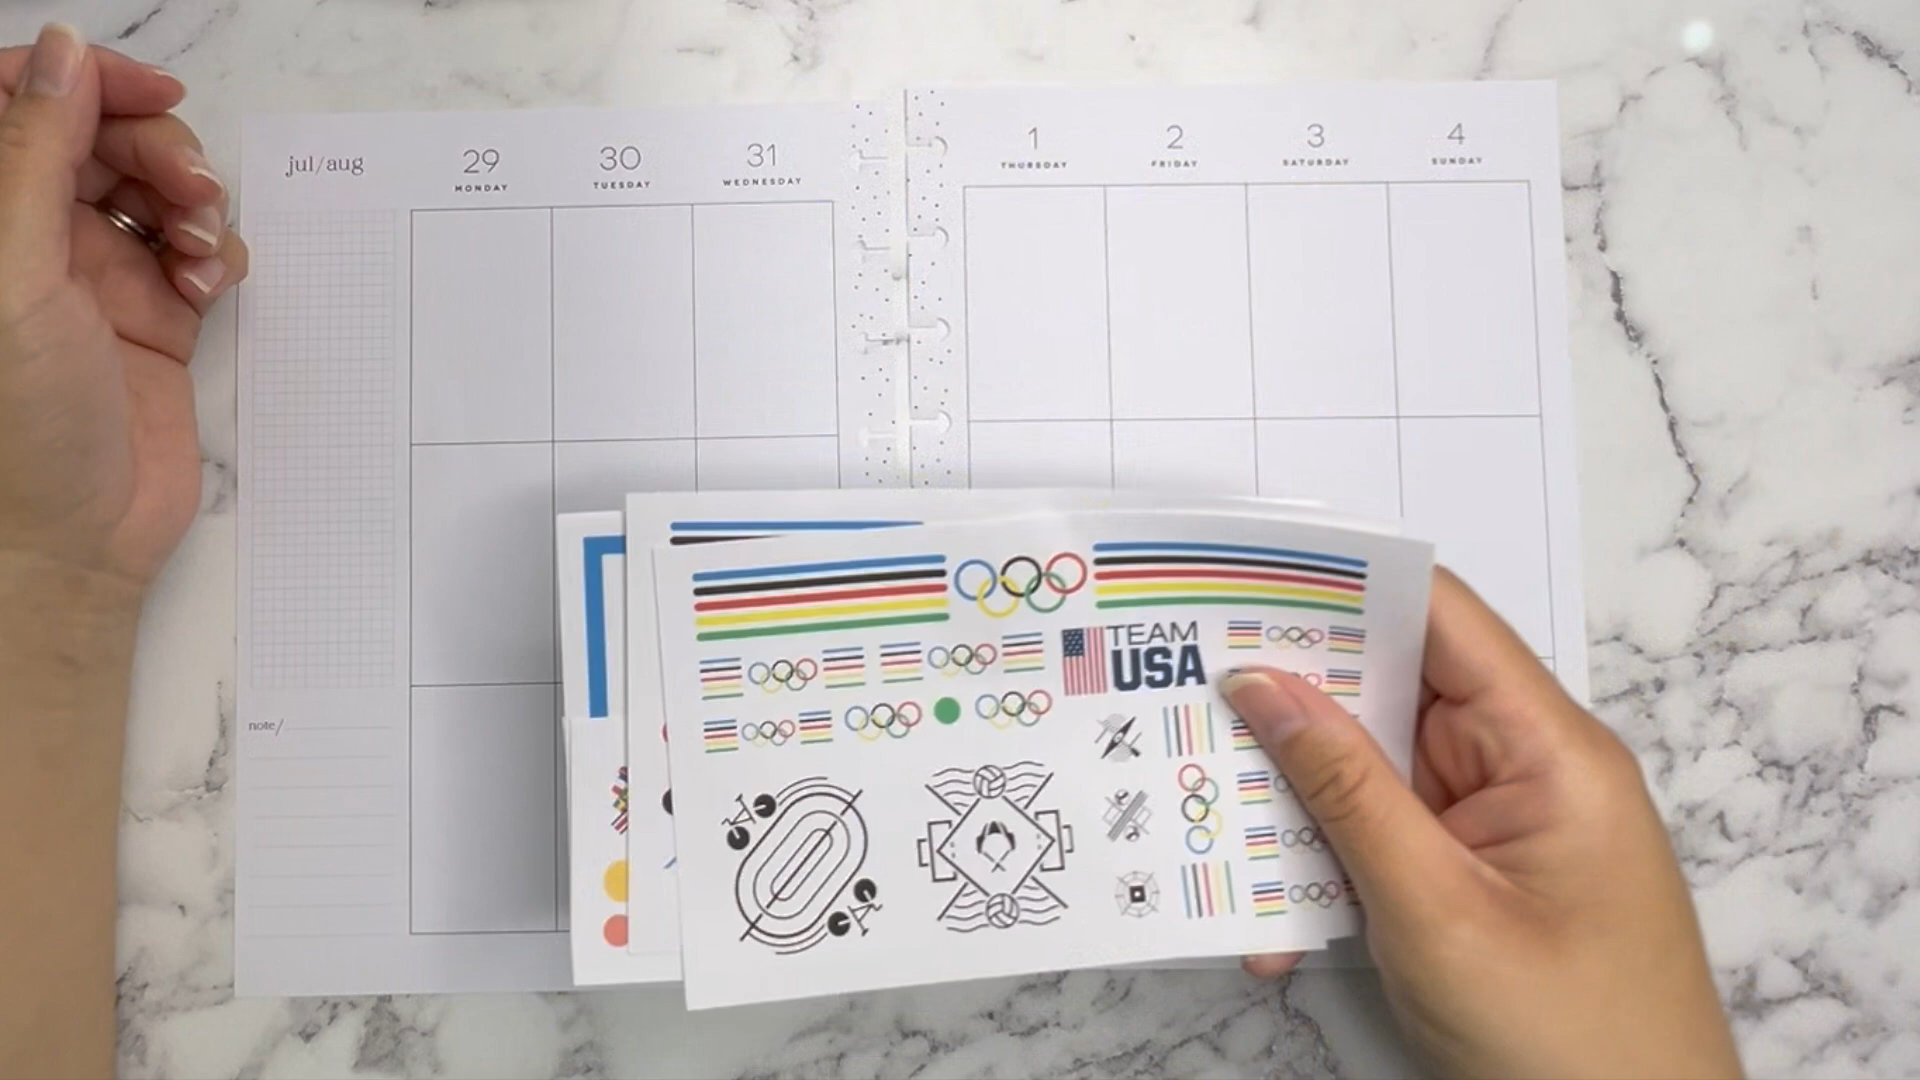 jul/aug
29
MONDAY
30
TUESDAY
31
WEDNESDAY
1
THURSDAY
2
FRIDAY
3
SATURDAY
4
SUNDAY
note/
TEAM
USA